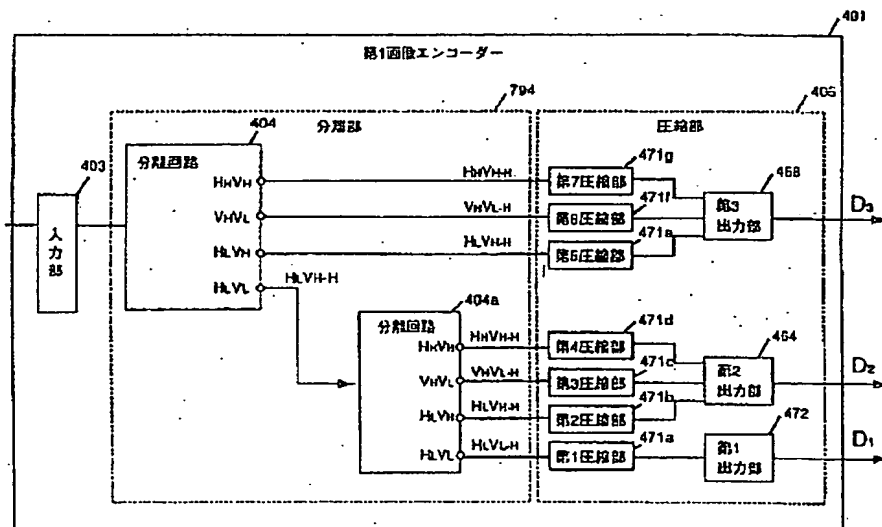 401
第1画像エンコーダー
794
405
分離部
圧縮部
404
403
分離回路
入力部
HHVH
VHVL
HLVH
HLVL
HHVH-H
VHVL-H
HLVH-H
HLVH-H
471g
第7圧縮部
471f
第6圧縮部
471e
第5圧縮部
468
第3
出力部
D3
404a
分離回路
HHVH
VHVL
HLVH
HLVL
HHVH-H
VHVL-H
HLVH-H
HLVL-H
471d
第4圧縮部
471c
第3圧縮部
471b
第2圧縮部
471a
第1圧縮部
464
第2
出力部
D2
472
第1
出力部
D1